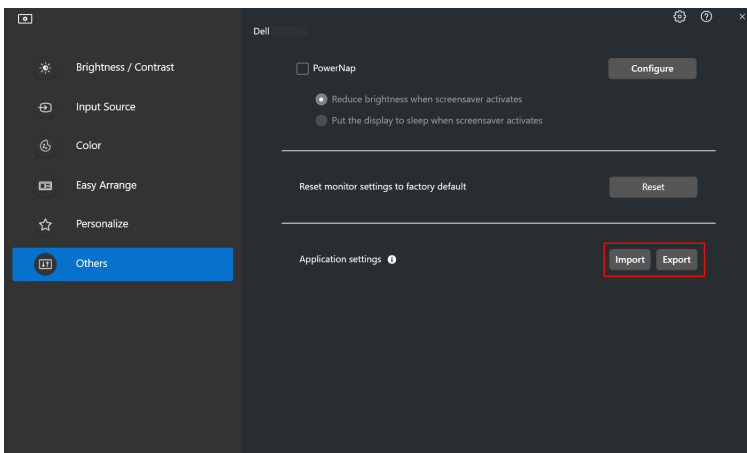 Dell
Brightness / Contrast
Input Source
Color
Easy Arrange
Personalize
Others
PowerNap
Configure
Reduce brightness when screensaver activates
Put the display to sleep when screensaver activates
Reset monitor settings to factory default
Reset
Application settings
Import
Export